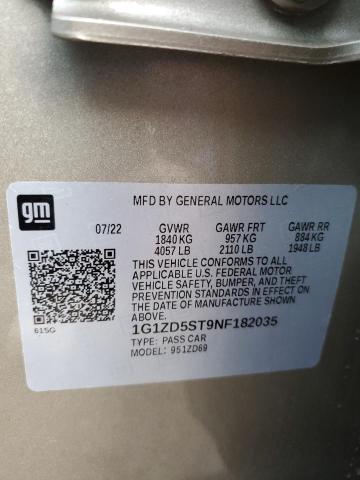 gm
MFD BY GENERAL MOTORS LLC
07/22 GVWR GAWR FRT GAWR RR
1840 KG 957 KG 884 KG
4057 LB 2110 LB 1948 LB
THIS VEHICLE CONFORMS TO ALL
APPLICABLE U.S. FEDERAL MOTOR
VEHICLE SAFETY, BUMPER, AND THEFT
PREVENTION STANDARDS IN EFFECT ON
THE DATE OF MANUFACTURE SHOWN
ABOVE.
615G
1G1ZD5ST9NF182035
TYPE: PASS CAR
MODEL: 951ZD69